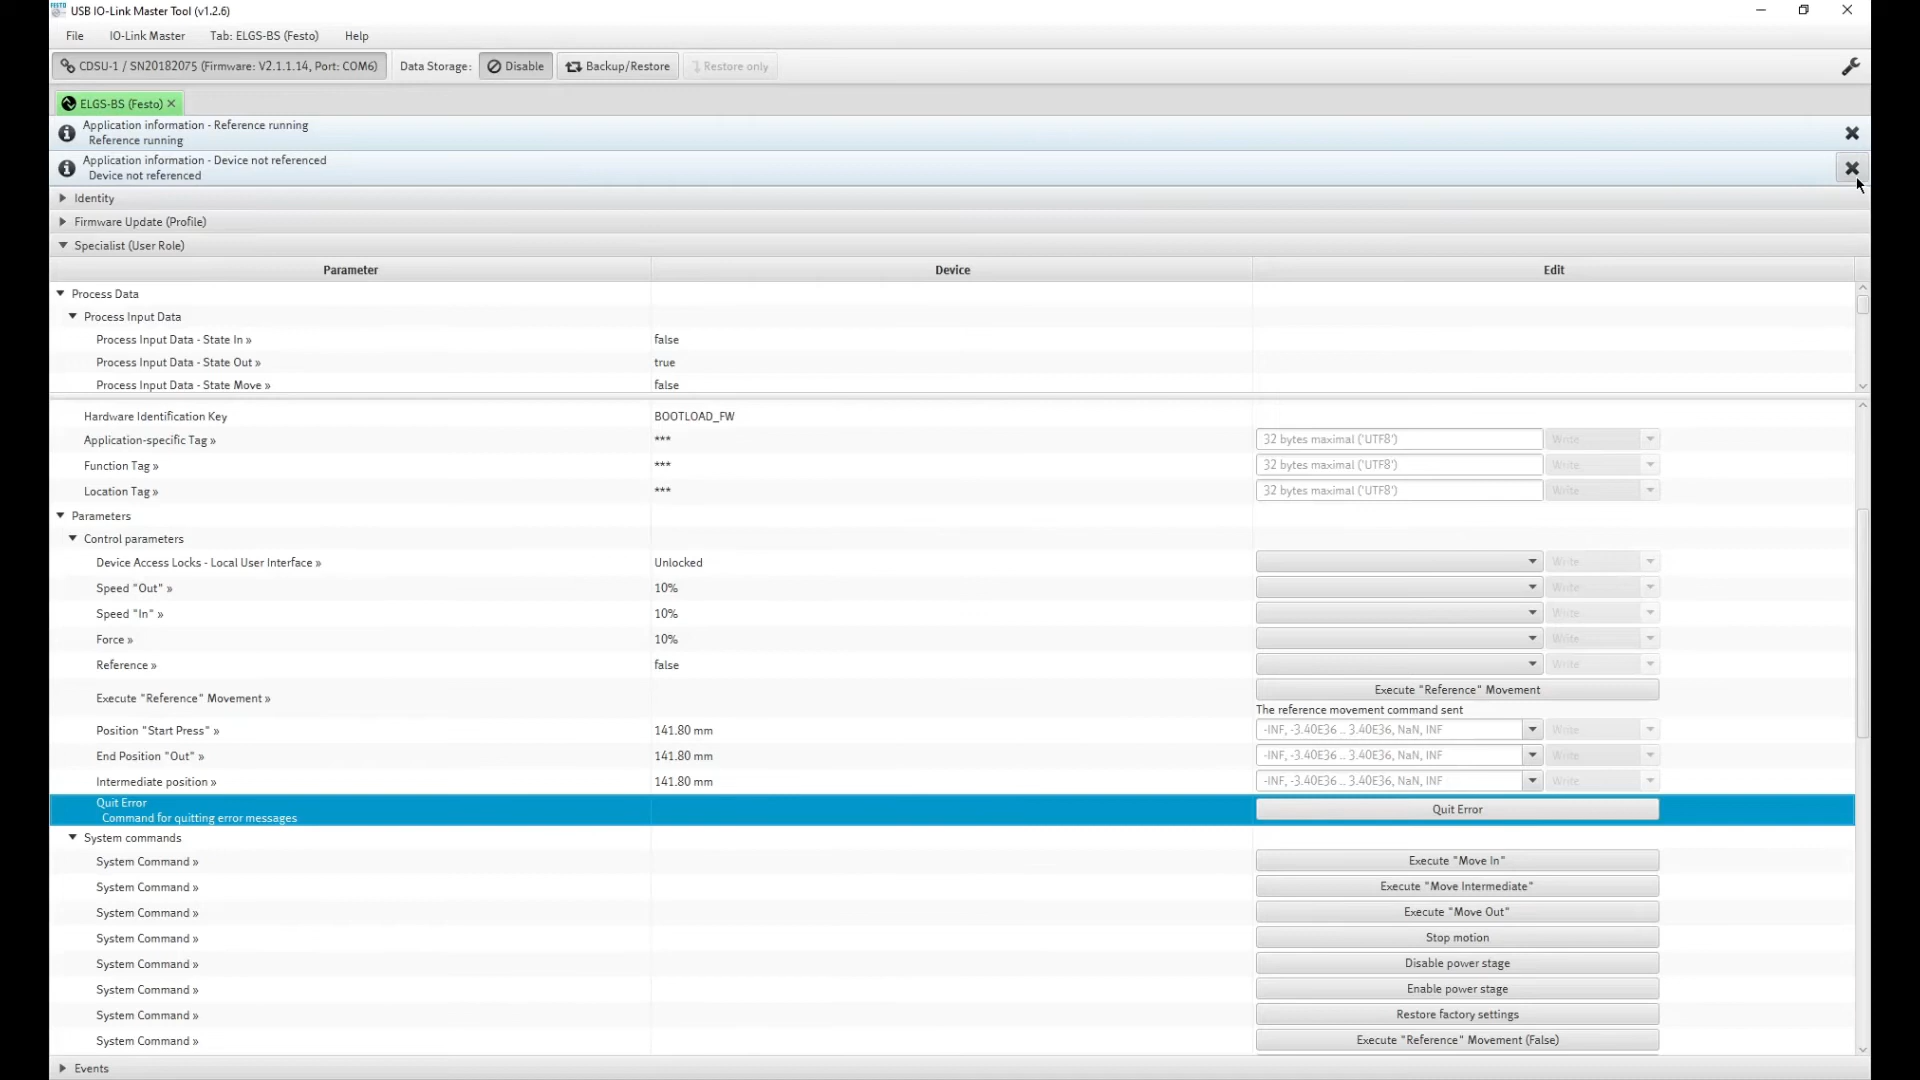 FESTO USB IO-Link Master Tool (v1.2.6)
File IO-Link Master Tab: ELGS-BS (Festo) Help
CDSU-1 / SN20182075 (Firmware: V2.1.1.14, Port: COM6) Data Storage: Disable Backup/Restore Restore only
ELGS-BS (Festo)
Application information - Reference running
Reference running
Application information - Device not referenced
Device not referenced
Identity
Firmware Update (Profile)
Specialist (User Role)
Parameter Device Edit
Process Data
Process Input Data
Process Input Data - State In » false
Process Input Data - State Out » true
Process Input Data - State Move » false
Hardware Identification Key BOOTLOAD_FW
Application-specific Tag » *** 32 bytes maximal ('UTF8') Write
Function Tag » *** 32 bytes maximal ('UTF8') Write
Location Tag » *** 32 bytes maximal ('UTF8') Write
Parameters
Control parameters
Device Access Locks - Local User Interface » Unlocked Write
Speed "Out" » 10% Write
Speed "In" » 10% Write
Force » 10% Write
Reference » false Write
Execute "Reference" Movement » Execute "Reference" Movement
The reference movement command sent
Position "Start Press" » 141.80 mm -INF, -3.40E36 .. 3.40E36, NaN, INF Write
End Position "Out" » 141.80 mm -INF, -3.40E36 .. 3.40E36, NaN, INF Write
Intermediate position » 141.80 mm -INF, -3.40E36 .. 3.40E36, NaN, INF Write
Quit Error Quit Error
Command for quitting error messages
System commands
System Command » Execute "Move In"
System Command » Execute "Move Intermediate"
System Command » Execute "Move Out"
System Command » Stop motion
System Command » Disable power stage
System Command » Enable power stage
System Command » Restore factory settings
System Command » Execute "Reference" Movement (False)
Events